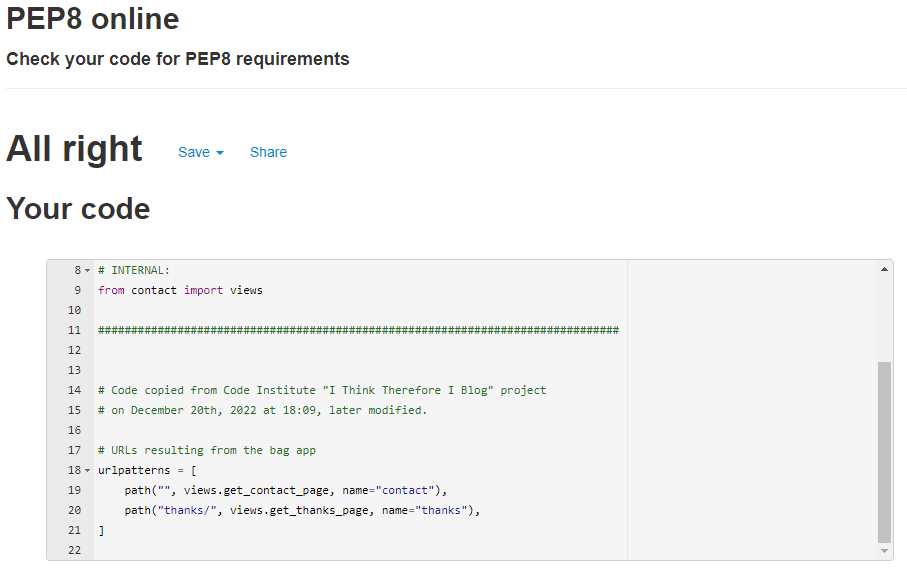 PEP8 online
Check your code for PEP8 requirements
All right Save Share
Your code
8 # INTERNAL:
9 from contact import views
10
11 ###############################################################################
12
13
14 # Code copied from Code Institute "I Think Therefore I Blog" project
15 # on December 20th, 2022 at 18:09, later modified.
16
17 # URLs resulting from the bag app
18 urlpatterns = [
19     path("", views.get_contact_page, name="contact"),
20     path("thanks/", views.get_thanks_page, name="thanks"),
21 ]
22